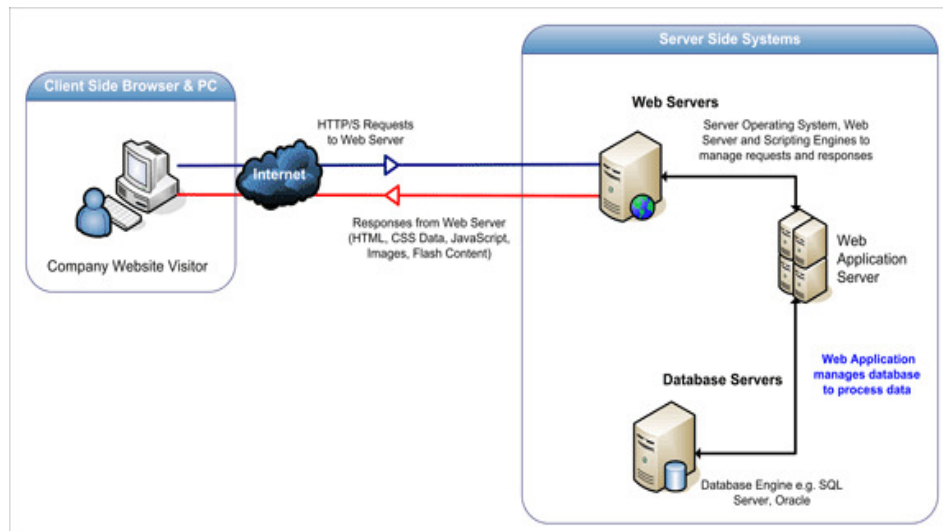 Server Side Systems
Client Side Browser & PC
Web Servers
HTTP/S Requests
to Web Server
Server Operating System, Web
Server and Scripting Engines to
manage requests and responses
Internet
Responses from Web Server
(HTML, CSS Data, JavaScript,
Images, Flash Content)
Company Website Visitor
Web
Application
Server
Web Application
manages database
to process data
Database Servers
Database Engine e.g. SQL
Server, Oracle